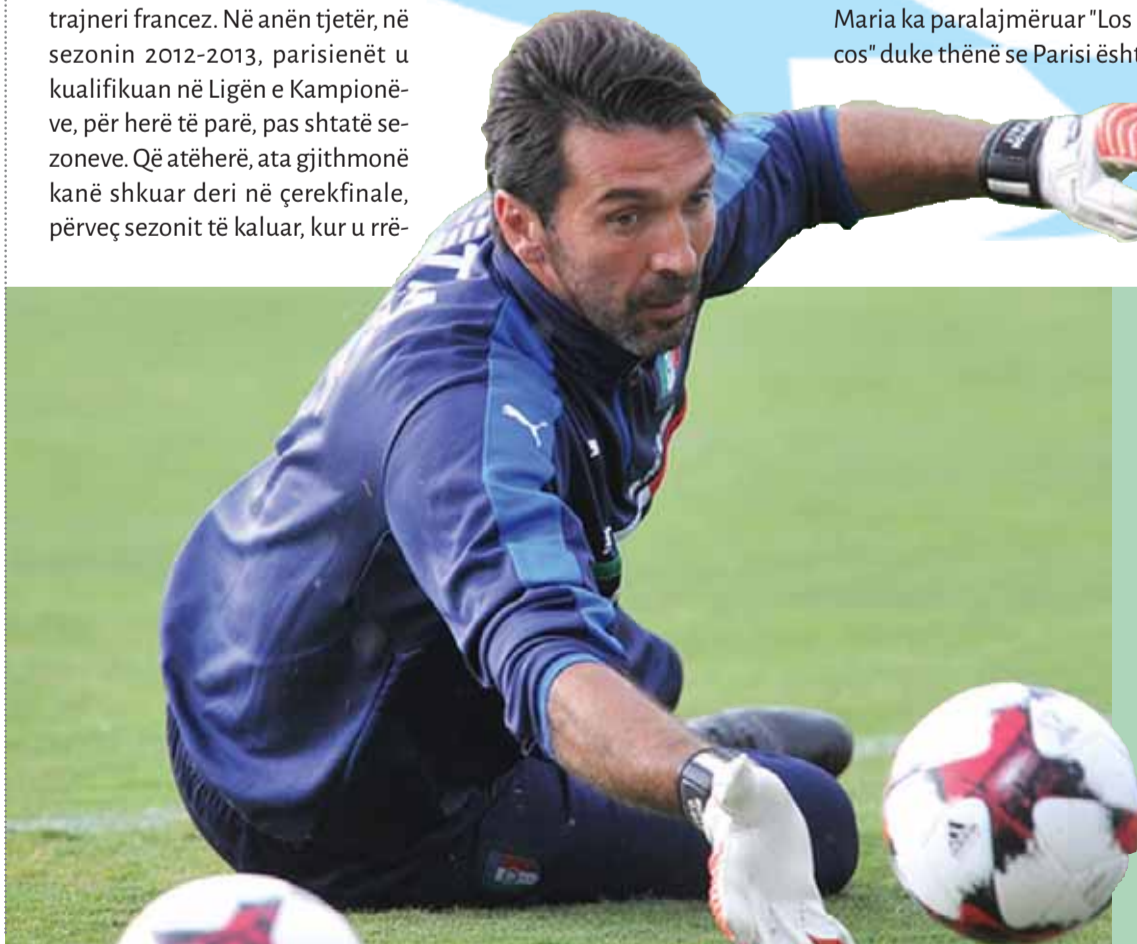 trajneri francez. Në anën tjetër, në
sezonin 2012-2013, parisienët u
kualifikuan në Ligën e Kampionë-
ve, për herë të parë, pas shtatë se-
zoneve. Që atëherë, ata gjithmonë
kanë shkuar deri në çerekfinale,
përveç sezonit të kaluar, kur u rrë-
Maria ka paralajmëruar "Los
cos" duke thënë se Parisi ësht